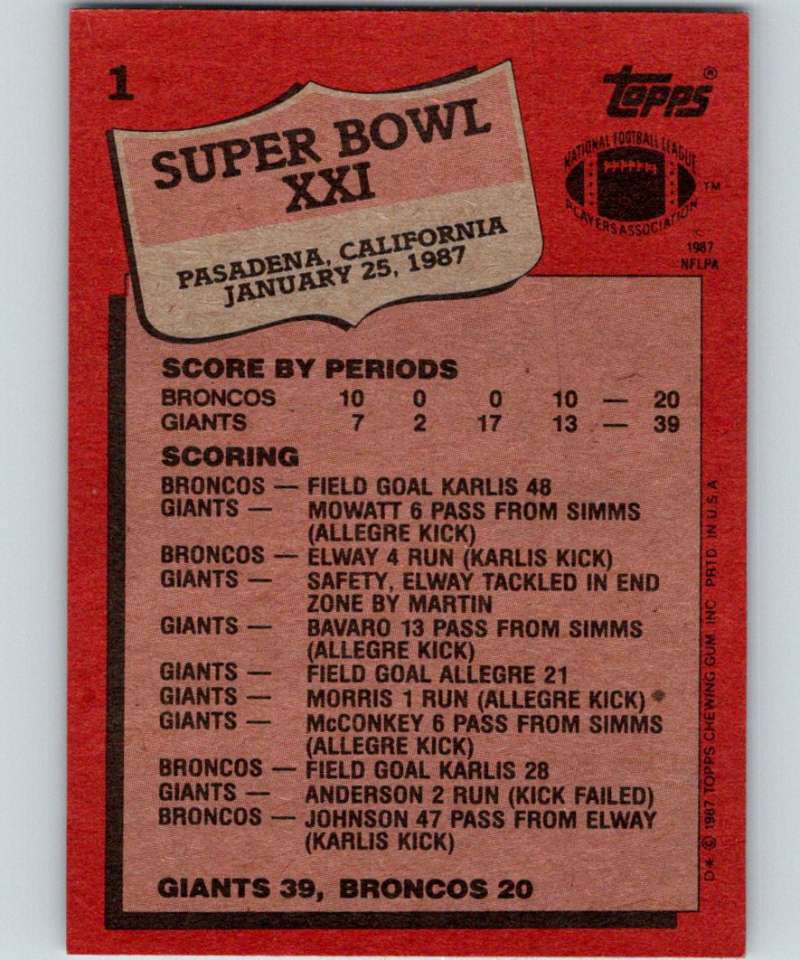 1
topps®
SUPER BOWL
XXI
PASADENA, CALIFORNIA
JANUARY 25, 1987
NATIONAL FOOTBALL LEAGUE
PLAYERS ASSOCIATION
TM
© 1987
NFLPA
SCORE BY PERIODS
BRONCOS 10 0 0 10 — 20
GIANTS 7 2 17 13 — 39
SCORING
BRONCOS — FIELD GOAL KARLIS 48
GIANTS — MOWATT 6 PASS FROM SIMMS
(ALLEGRE KICK)
BRONCOS — ELWAY 4 RUN (KARLIS KICK)
GIANTS — SAFETY, ELWAY TACKLED IN END
ZONE BY MARTIN
GIANTS — BAVARO 13 PASS FROM SIMMS
(ALLEGRE KICK)
GIANTS — FIELD GOAL ALLEGRE 21
GIANTS — MORRIS 1 RUN (ALLEGRE KICK)
GIANTS — McCONKEY 6 PASS FROM SIMMS
(ALLEGRE KICK)
BRONCOS — FIELD GOAL KARLIS 28
GIANTS — ANDERSON 2 RUN (KICK FAILED)
BRONCOS — JOHNSON 47 PASS FROM ELWAY
(KARLIS KICK)
GIANTS 39, BRONCOS 20
D* © 1987 TOPPS CHEWING GUM INC PRTD IN U.S.A